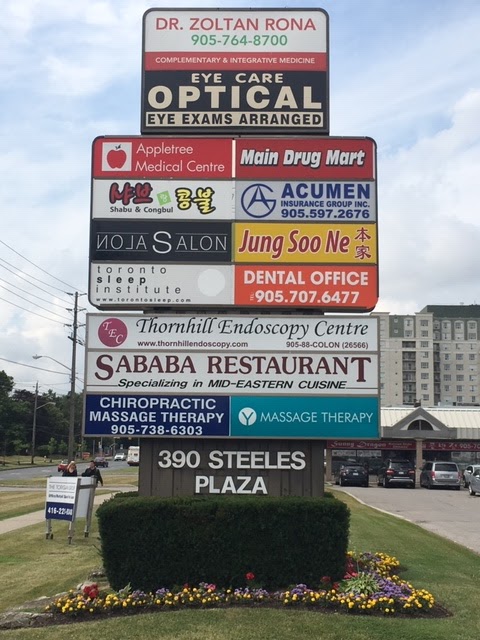 DR. ZOLTAN RONA
905-764-8700
COMPLEMENTARY & INTEGRATIVE MEDICINE
EYE CARE
OPTICAL
EYE EXAMS ARRANGED
Appletree
Medical Centre
Main Drug Mart
샤브 & 콩불
Shabu & Congbul
AG ACUMEN
INSURANCE GROUP INC.
905.597.2676
NOLA SALON
Jung Soo Ne 本家
toronto
sleep
institute
www.torontosleep.com
DENTAL OFFICE
905.707.6477
TEC Thornhill Endoscopy Centre
www.thornhillendoscopy.com 905-88-COLON (26566)
SABABA RESTAURANT
Specializing in MID-EASTERN CUISINE
CHIROPRACTIC
MASSAGE THERAPY
905-738-6303
MASSAGE THERAPY
390 STEELES
PLAZA